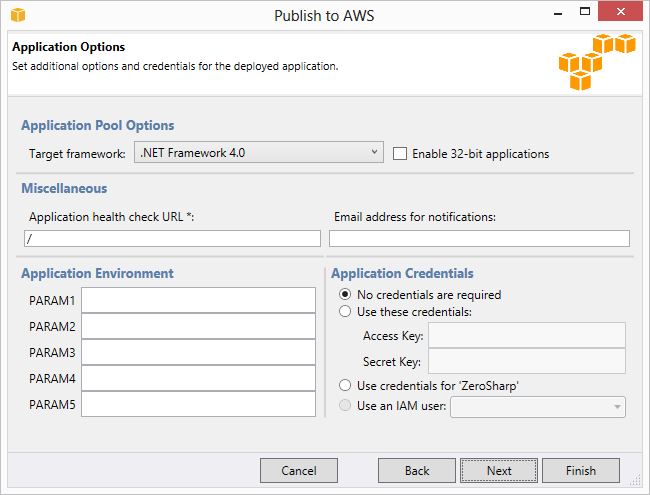 Publish to AWS
Application Options
Set additional options and credentials for the deployed application.
Application Pool Options
Target framework: .NET Framework 4.0 Enable 32-bit applications
Miscellaneous
Application health check URL *: Email address for notifications:
/
Application Environment
PARAM1
PARAM2
PARAM3
PARAM4
PARAM5
Application Credentials
No credentials are required
Use these credentials:
Access Key:
Secret Key:
Use credentials for 'ZeroSharp'
Use an IAM user:
Cancel Back Next Finish